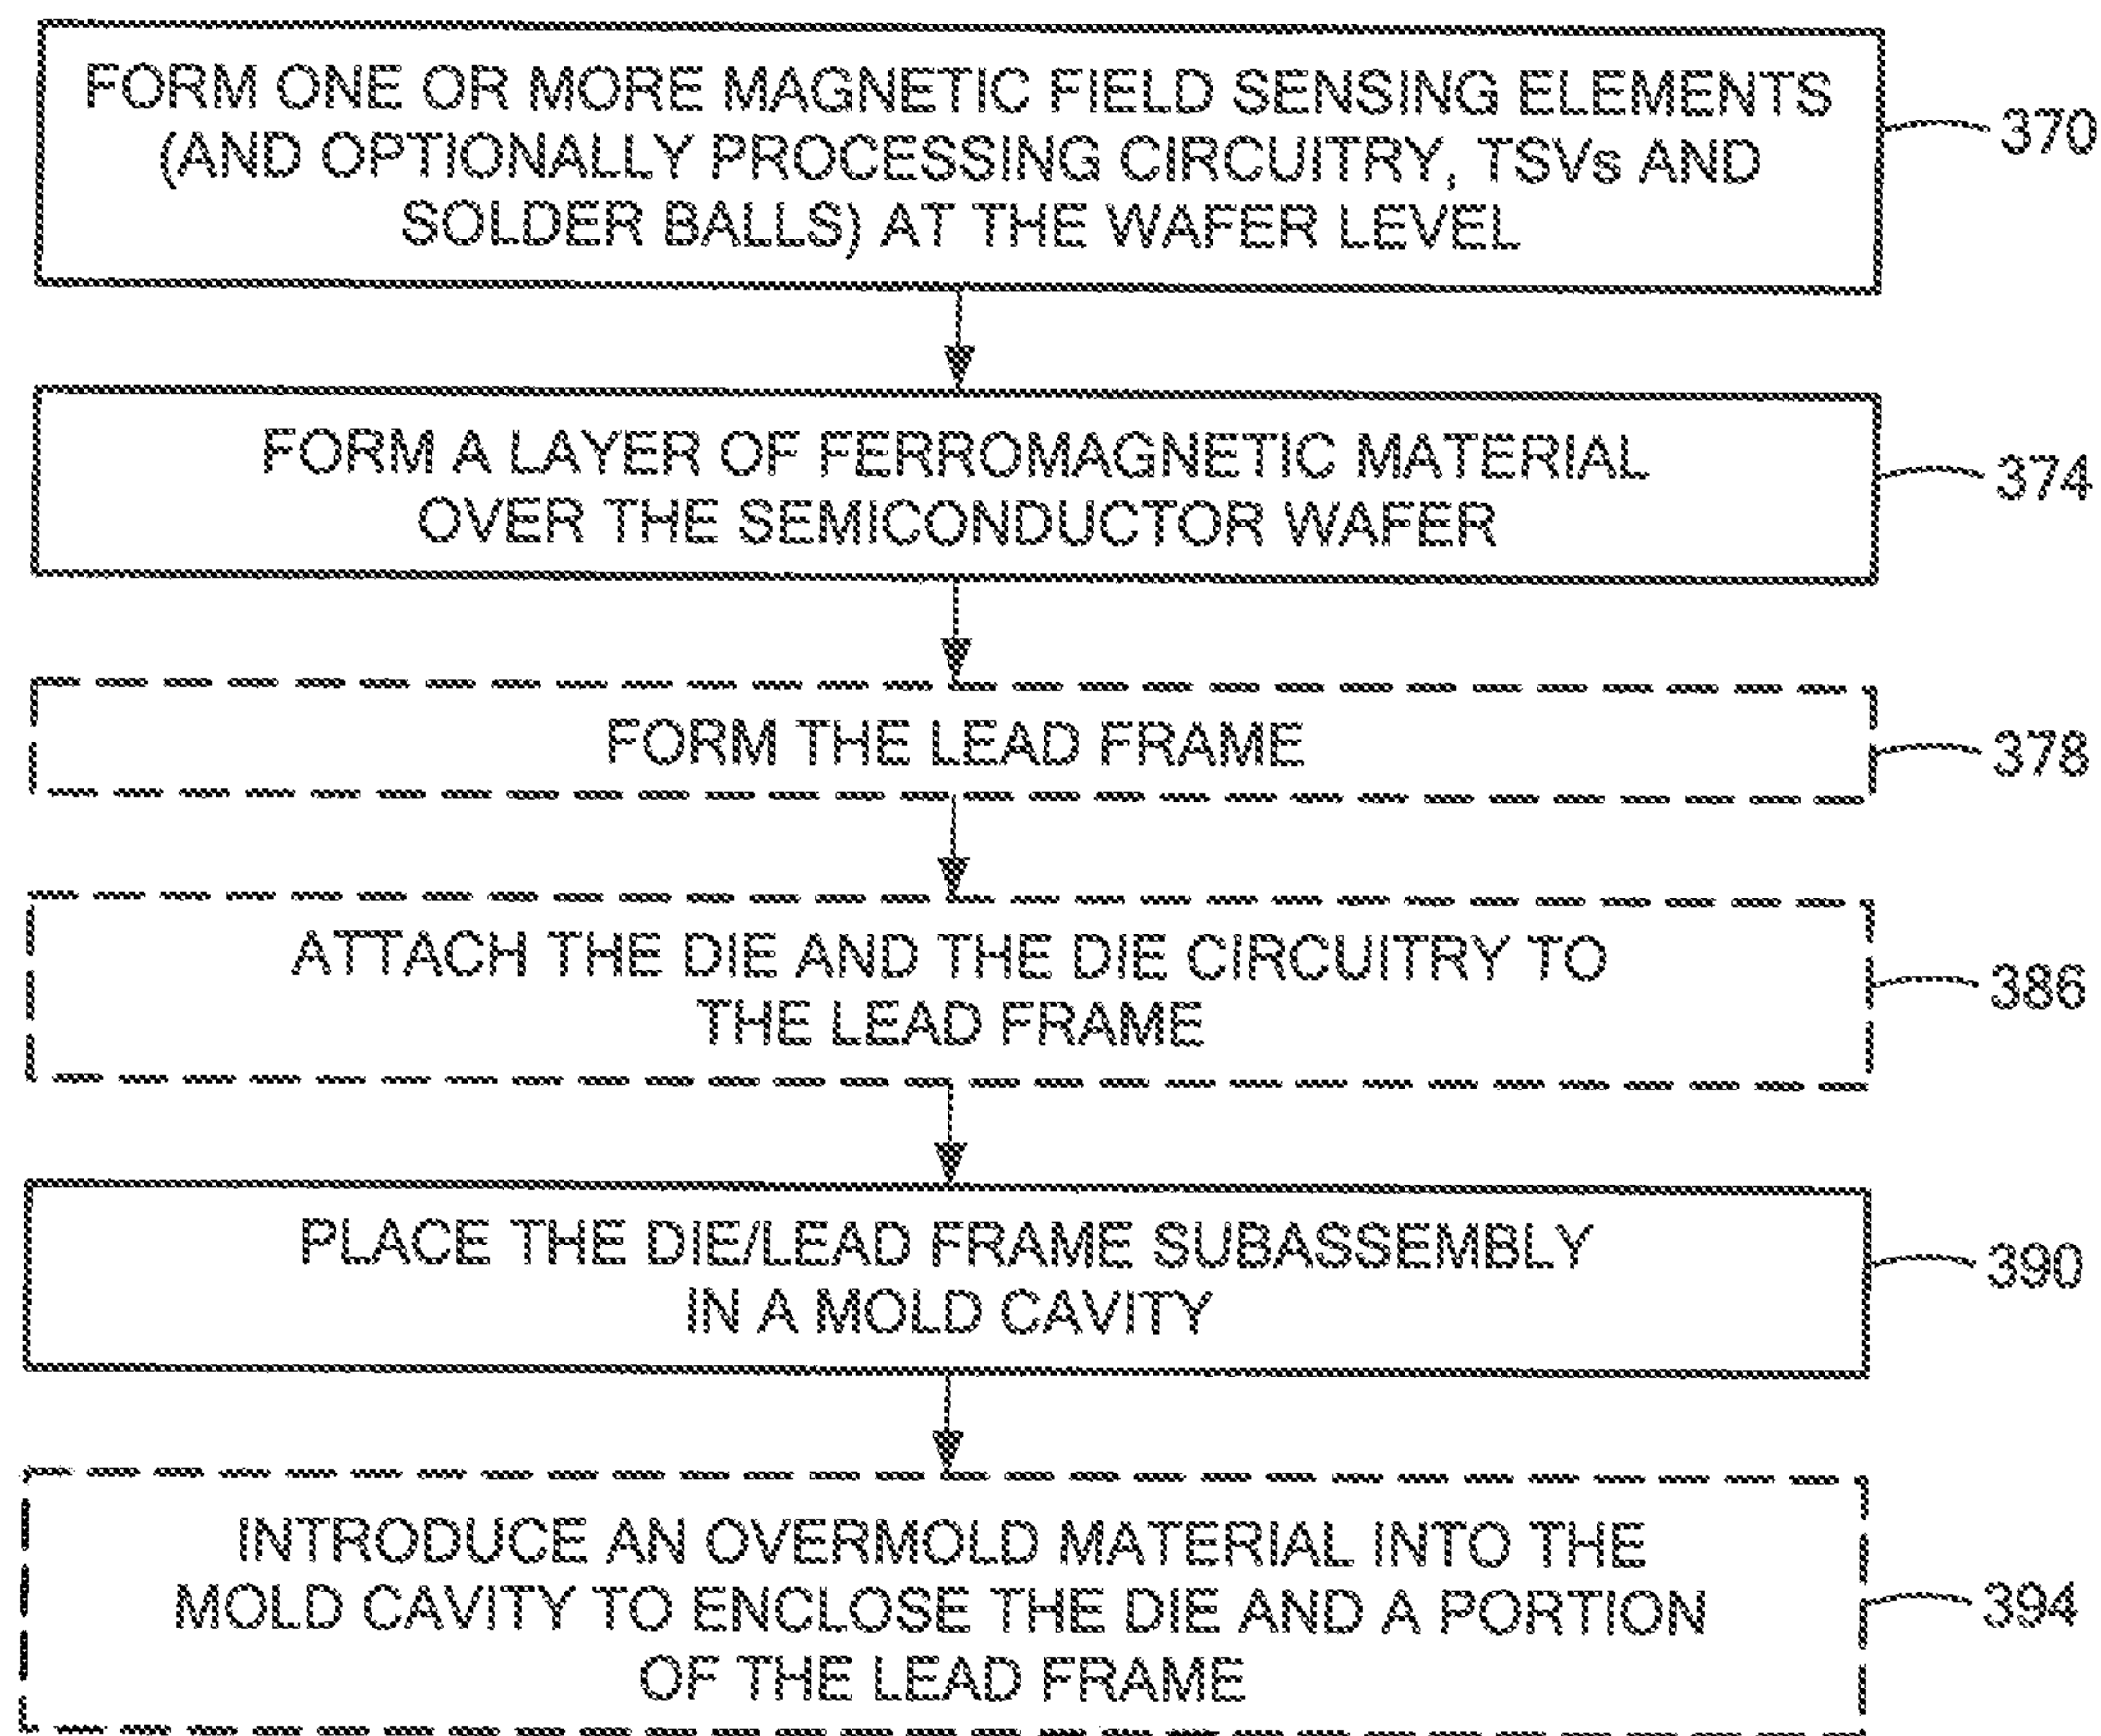 FORM ONE OR MORE MAGNETIC FIELD SENSING ELEMENTS
(AND OPTIONALLY PROCESSING CIRCUITRY, TSVs AND
SOLDER BALLS) AT THE WAFER LEVEL
370
FORM A LAYER OF FERROMAGNETIC MATERIAL
OVER THE SEMICONDUCTOR WAFER
374
FORM THE LEAD FRAME
378
ATTACH THE DIE AND THE DIE CIRCUITRY TO
THE LEAD FRAME
386
PLACE THE DIE/LEAD FRAME SUBASSEMBLY
IN A MOLD CAVITY
390
INTRODUCE AN OVERMOLD MATERIAL INTO THE
MOLD CAVITY TO ENCLOSE THE DIE AND A PORTION
OF THE LEAD FRAME
394